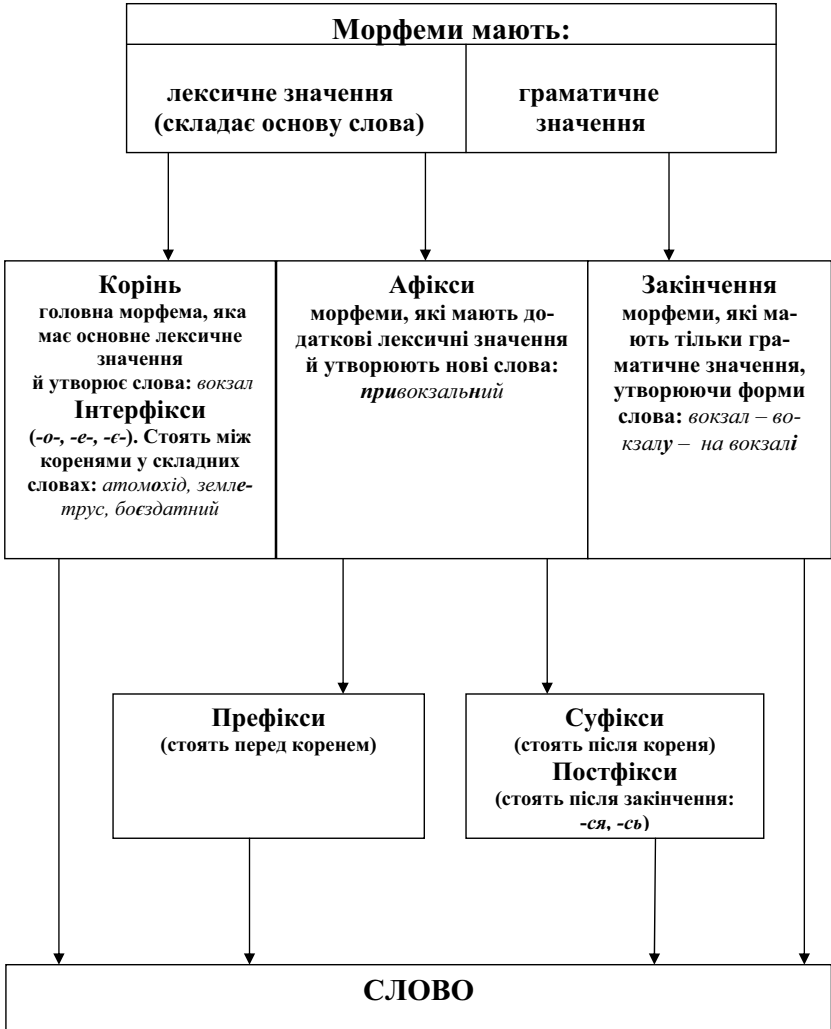 Морфеми мають:
лексичне значення
(складає основу слова)
граматичне
значення
Корінь
головна морфема, яка
має основне лексичне
значення
й утворює слова: вокзал
Інтерфікси
(-о-, -е-, -є-). Стоять між
коренями у складних
словах: атомохід, земле-
трус, боєздатний
Афікси
морфеми, які мають до-
даткові лексичні значення
й утворюють нові слова:
привокзальний
Закінчення
морфеми, які ма-
ють тільки гра-
матичне значення,
утворюючи форми
слова: вокзал – во-
кзалу – на вокзалі
Префікси
(стоять перед коренем)
Суфікси
(стоять після кореня)
Постфікси
(стоять після закінчення:
-ся, -сь)
СЛОВО